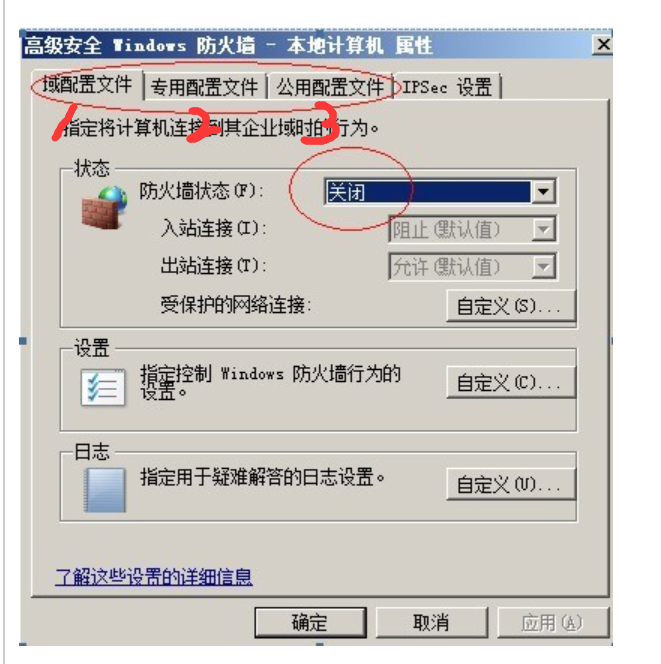 高级安全 Windows 防火墙 - 本地计算机 属性
域配置文件 专用配置文件 公用配置文件 IPSec 设置
1 2 3
指定将计算机连接到其企业域时的行为。
状态
防火墙状态(F): 关闭
入站连接(I): 阻止(默认值)
出站连接(T): 允许(默认值)
受保护的网络连接: 自定义(S)...
设置
指定控制 Windows 防火墙行为的
设置。
自定义(C)...
日志
指定用于疑难解答的日志设置。
自定义(U)...
了解这些设置的详细信息
确定 取消 应用(A)